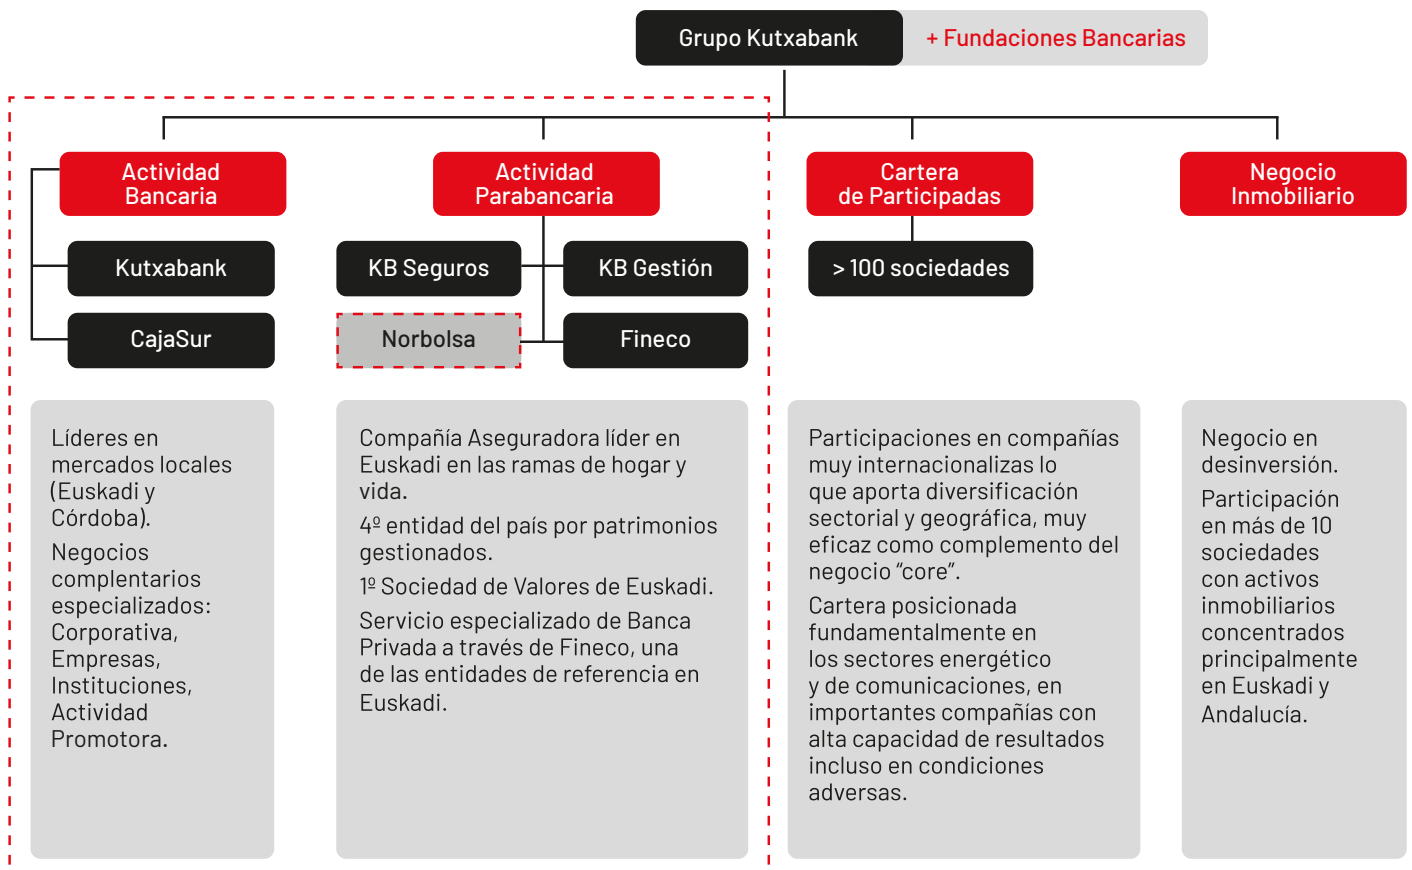 Grupo Kutxabank
+ Fundaciones Bancarias
Actividad
Bancaria
Actividad
Parabancaria
Cartera
de Participadas
Negocio
Inmobiliario
Kutxabank
CajaSur
KB Seguros
KB Gestión
Norbolsa
Fineco
> 100 sociedades
Líderes en
mercados locales
(Euskadi y
Córdoba).
Negocios
complentarios
especializados:
Corporativa,
Empresas,
Instituciones,
Actividad
Promotora.
Compañía Aseguradora líder en
Euskadi en las ramas de hogar y
vida.
4º entidad del país por patrimonios
gestionados.
1º Sociedad de Valores de Euskadi.
Servicio especializado de Banca
Privada a través de Fineco, una
de las entidades de referencia en
Euskadi.
Participaciones en compañías
muy internacionalizas lo
que aporta diversificación
sectorial y geográfica, muy
eficaz como complemento del
negocio “core”.
Cartera posicionada
fundamentalmente en
los sectores energético
y de comunicaciones, en
importantes compañías con
alta capacidad de resultados
incluso en condiciones
adversas.
Negocio en
desinversión.
Participación
en más de 10
sociedades
con activos
inmobiliarios
concentrados
principalmente
en Euskadi y
Andalucía.